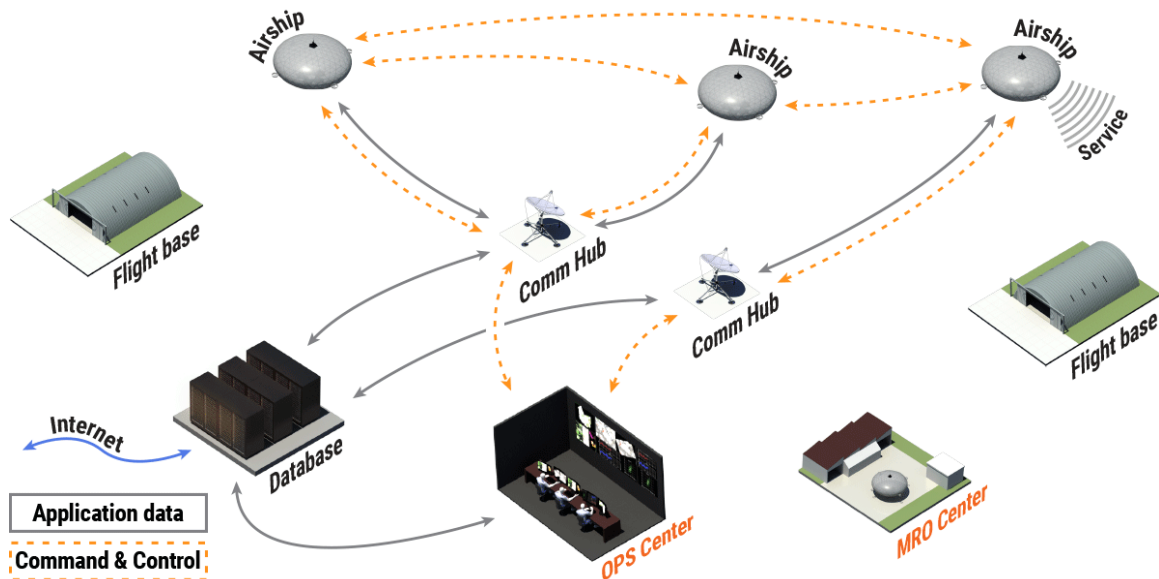 Airship
Airship
Airship
Service
Flight base
Comm Hub
Comm Hub
Flight base
Internet
Database
OPS Center
MRO Center
Application data
Command & Control